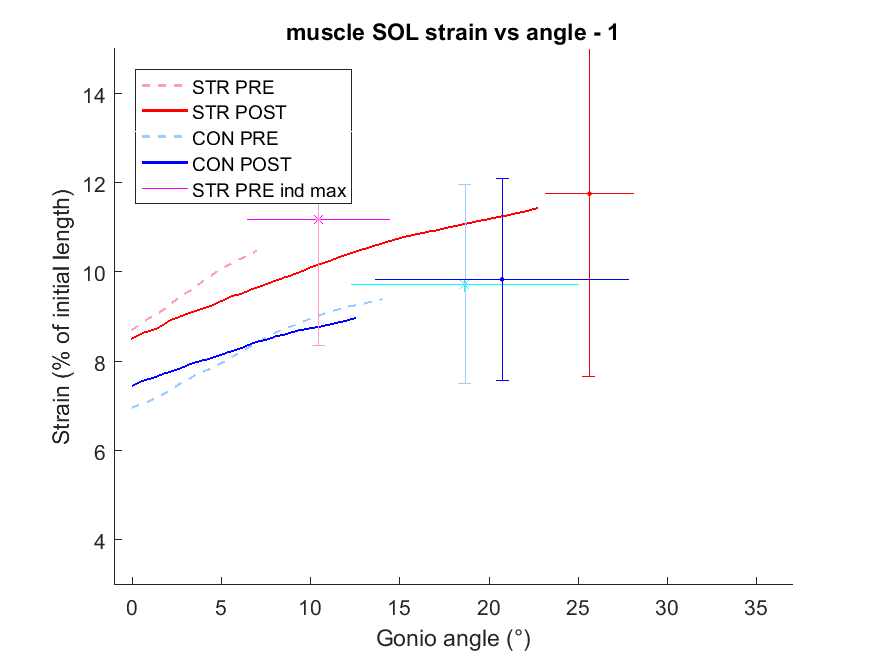 muscle SOL strain vs angle - 1
STR PRE
STR POST
CON PRE
CON POST
STR PRE ind max
Strain (% of initial length)
14
12
10
8
6
4
0 5 10 15 20 25 30 35
Gonio angle (°)